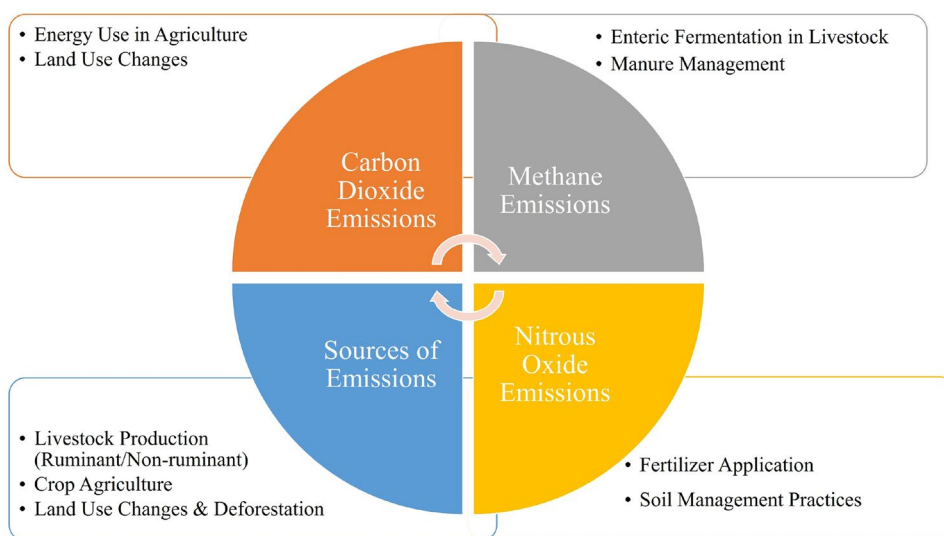 • Energy Use in Agriculture
• Land Use Changes
• Enteric Fermentation in Livestock
• Manure Management
Carbon
Dioxide
Emissions
Methane
Emissions
Sources of
Emissions
Nitrous
Oxide
Emissions
• Livestock Production
(Ruminant/Non-ruminant)
• Crop Agriculture
• Land Use Changes & Deforestation
• Fertilizer Application
• Soil Management Practices